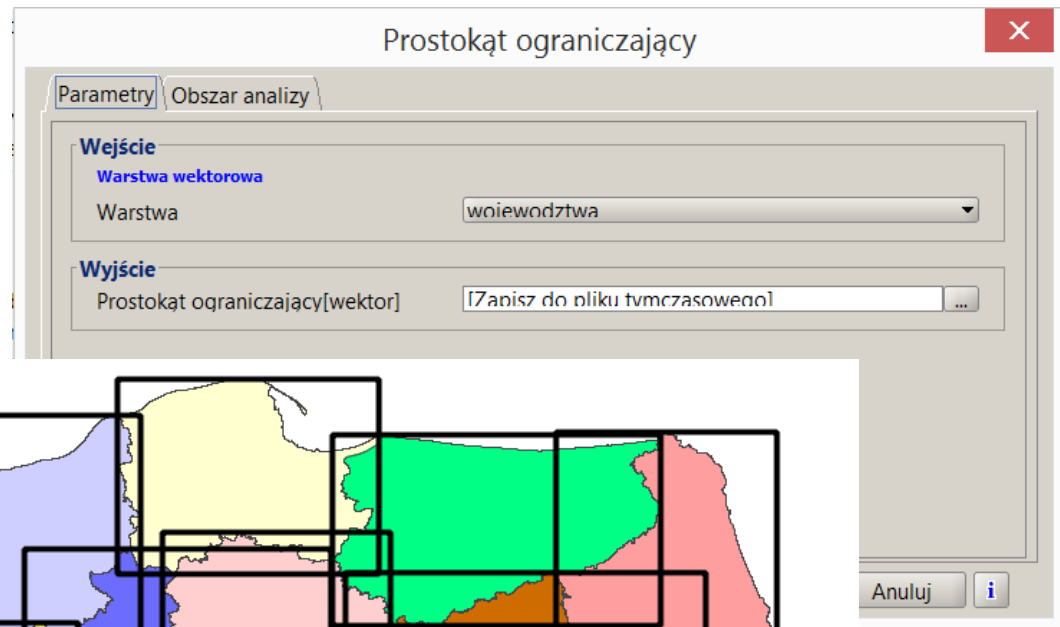 Prostokąt ograniczający
Parametry Obszar analizy
Wejście
Warstwa wektorowa
Warstwa wojewodztwa
Wyjście
Prostokąt ograniczający[wektor] [Zapisz do pliku tymczasowego] ...
Anuluj i